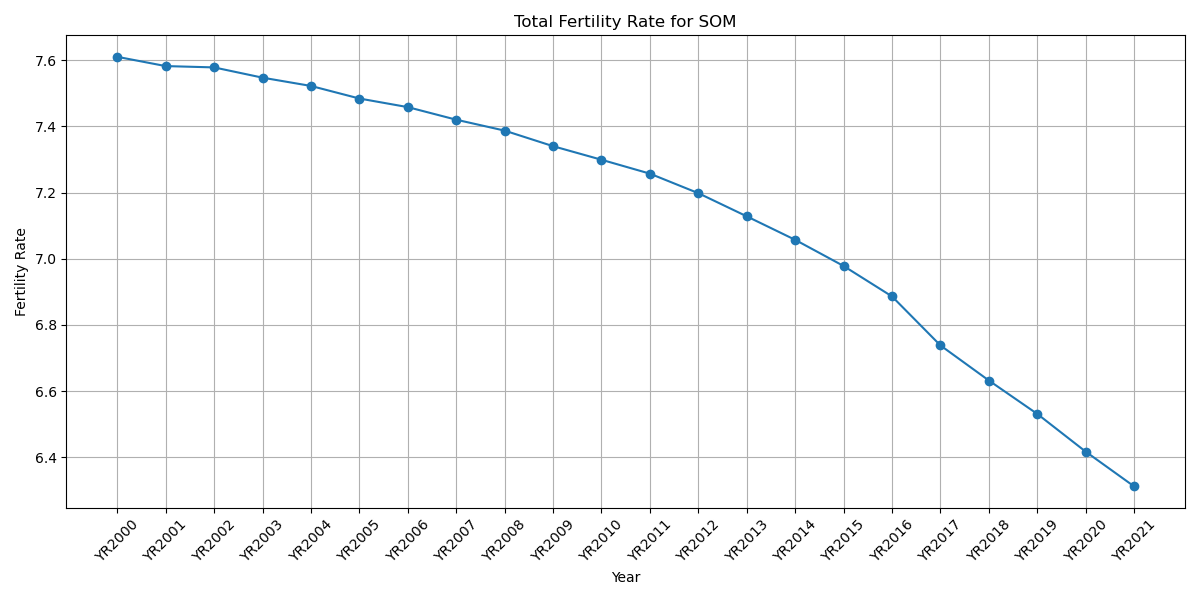 Total Fertility Rate for SOM
Fertility Rate
7.6
7.4
7.2
7.0
6.8
6.6
6.4
YR2000
YR2001
YR2002
YR2003
YR2004
YR2005
YR2006
YR2007
YR2008
YR2009
YR2010
YR2011
YR2012
YR2013
YR2014
YR2015
YR2016
YR2017
YR2018
YR2019
YR2020
YR2021
Year